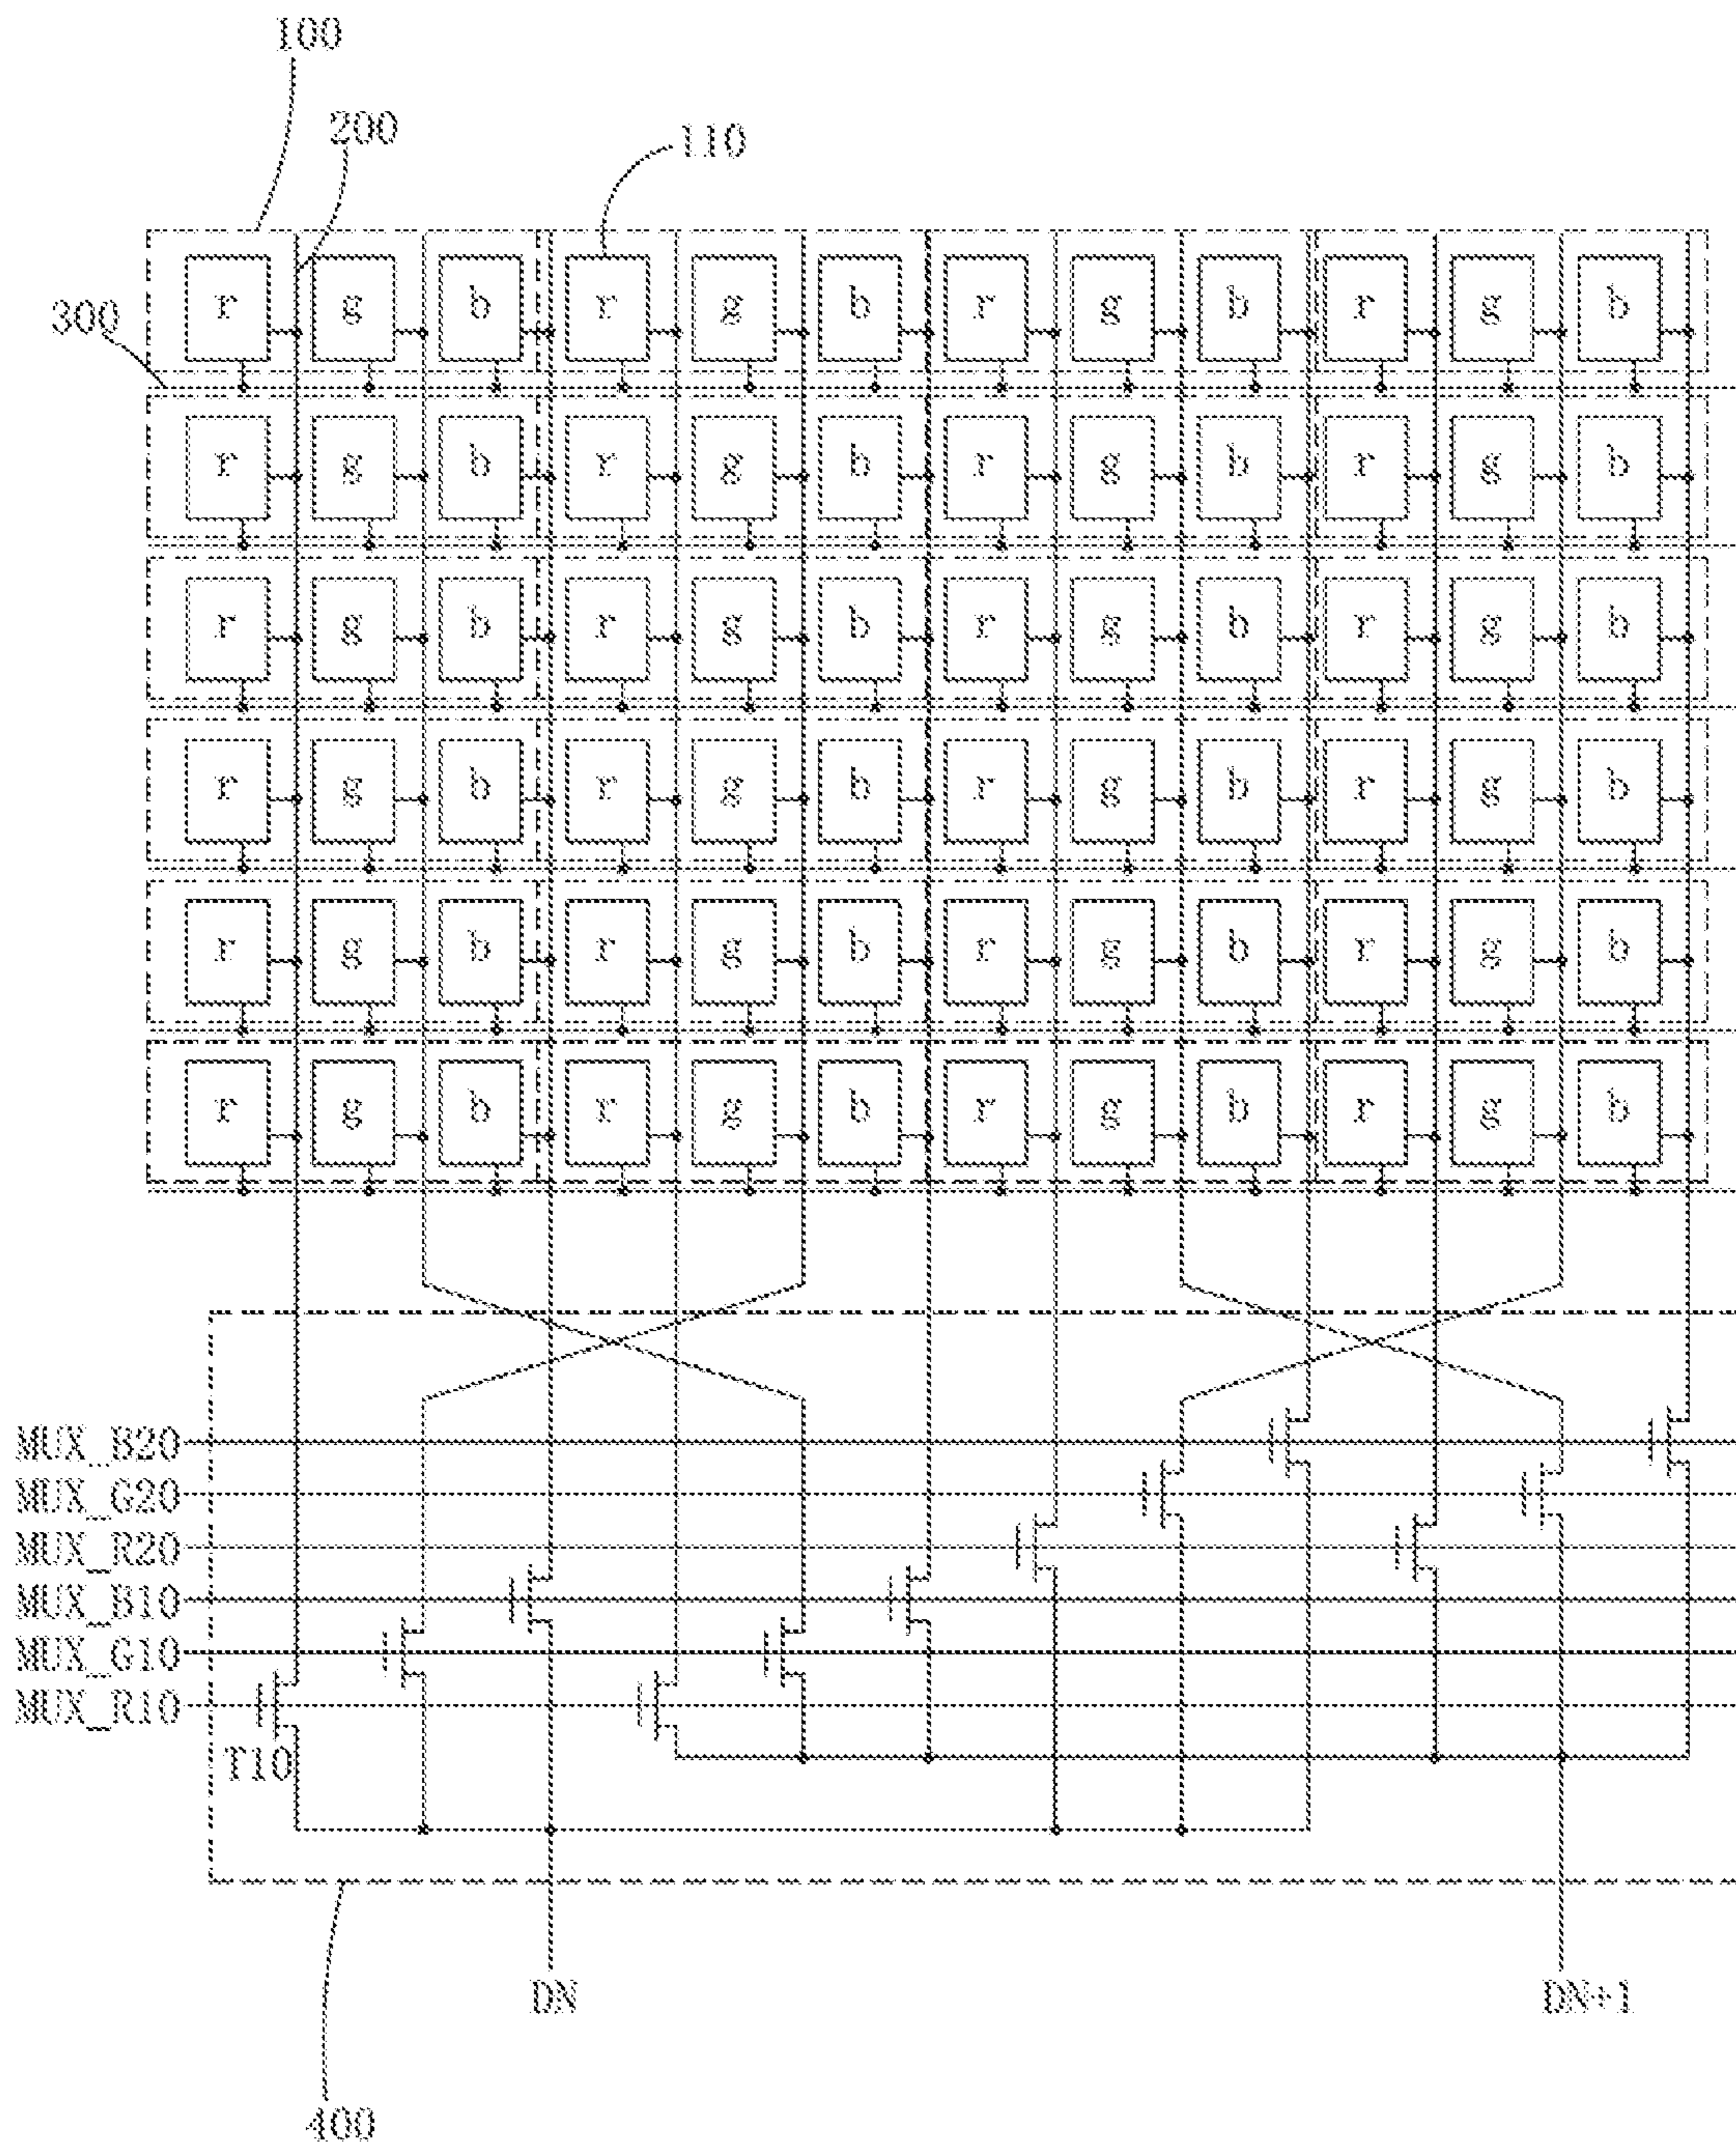 100
200
110
r g b r g b r g b r g b
300
r g b r g b r g b r g b
r g b r g b r g b r g b
r g b r g b r g b r g b
r g b r g b r g b r g b
r g b r g b r g b r g b
MUX_B20
MUX_G20
MUX_R20
MUX_B10
MUX_G10
MUX_R10
T10
DN
DN+1
400